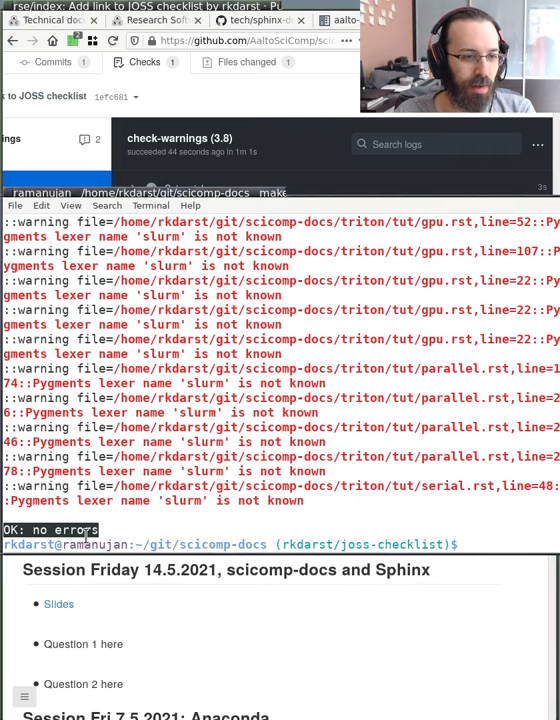 rse/index: Add link to JOSS checklist by rkdarst · Pu
Technical docu
Research Soft
tech/sphinx-d
aalto-
https://github.com/AaltoSciComp/scic
Commits 1
Checks 1
Files changed 1
k to JOSS checklist 1efc681
ngs
2
check-warnings (3.8)
succeeded 44 seconds ago in 1m 1s
Search logs
3s
ramanujan /home/rkdarst/git/scicomp-docs make
File Edit View Search Terminal Help
::warning file=/home/rkdarst/git/scicomp-docs/triton/tut/gpu.rst,line=52::Py
gments lexer name 'slurm' is not known
::warning file=/home/rkdarst/git/scicomp-docs/triton/tut/gpu.rst,line=107::P
ygments lexer name 'slurm' is not known
::warning file=/home/rkdarst/git/scicomp-docs/triton/tut/gpu.rst,line=22::Py
gments lexer name 'slurm' is not known
::warning file=/home/rkdarst/git/scicomp-docs/triton/tut/gpu.rst,line=22::Py
gments lexer name 'slurm' is not known
::warning file=/home/rkdarst/git/scicomp-docs/triton/tut/gpu.rst,line=22::Py
gments lexer name 'slurm' is not known
::warning file=/home/rkdarst/git/scicomp-docs/triton/tut/parallel.rst,line=1
74::Pygments lexer name 'slurm' is not known
::warning file=/home/rkdarst/git/scicomp-docs/triton/tut/parallel.rst,line=2
6::Pygments lexer name 'slurm' is not known
::warning file=/home/rkdarst/git/scicomp-docs/triton/tut/parallel.rst,line=2
46::Pygments lexer name 'slurm' is not known
::warning file=/home/rkdarst/git/scicomp-docs/triton/tut/parallel.rst,line=2
78::Pygments lexer name 'slurm' is not known
::warning file=/home/rkdarst/git/scicomp-docs/triton/tut/serial.rst,line=48:
:Pygments lexer name 'slurm' is not known
OK: no errors
rkdarst@ramanujan:~/git/scicomp-docs (rkdarst/joss-checklist)$
Session Friday 14.5.2021, scicomp-docs and Sphinx
Slides
Question 1 here
Question 2 here
Session Fri 7.5.2021: Anaconda